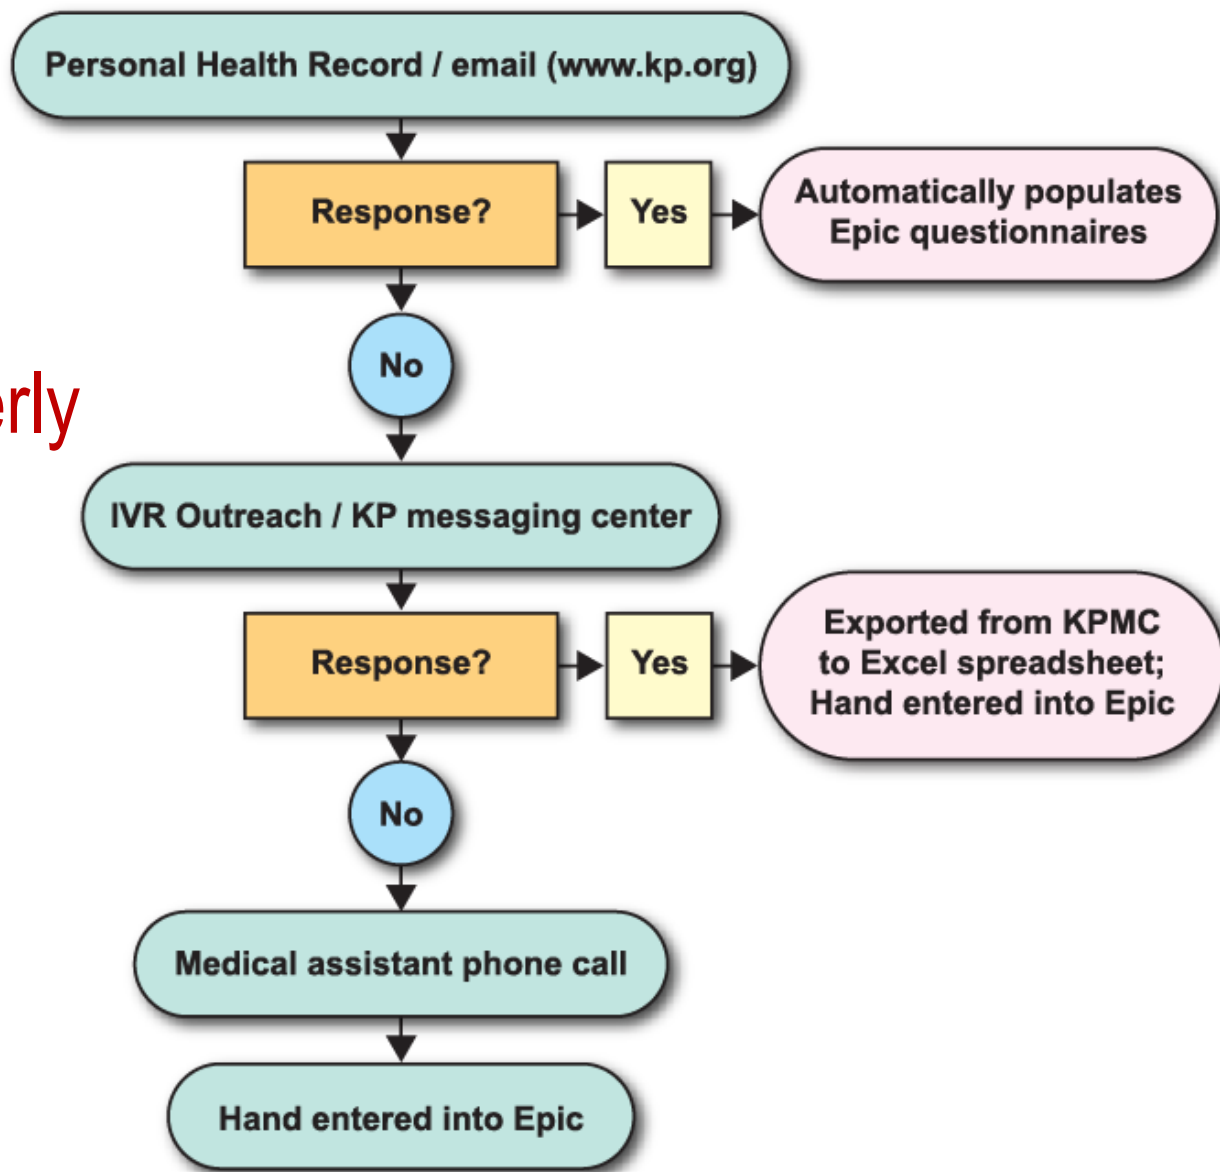 Personal Health Record / email (www.kp.org)
Response?
Yes
Automatically populates
Epic questionnaires
No
IVR Outreach / KP messaging center
Response?
Yes
Exported from KPMC
to Excel spreadsheet;
Hand entered into Epic
No
Medical assistant phone call
Hand entered into Epic